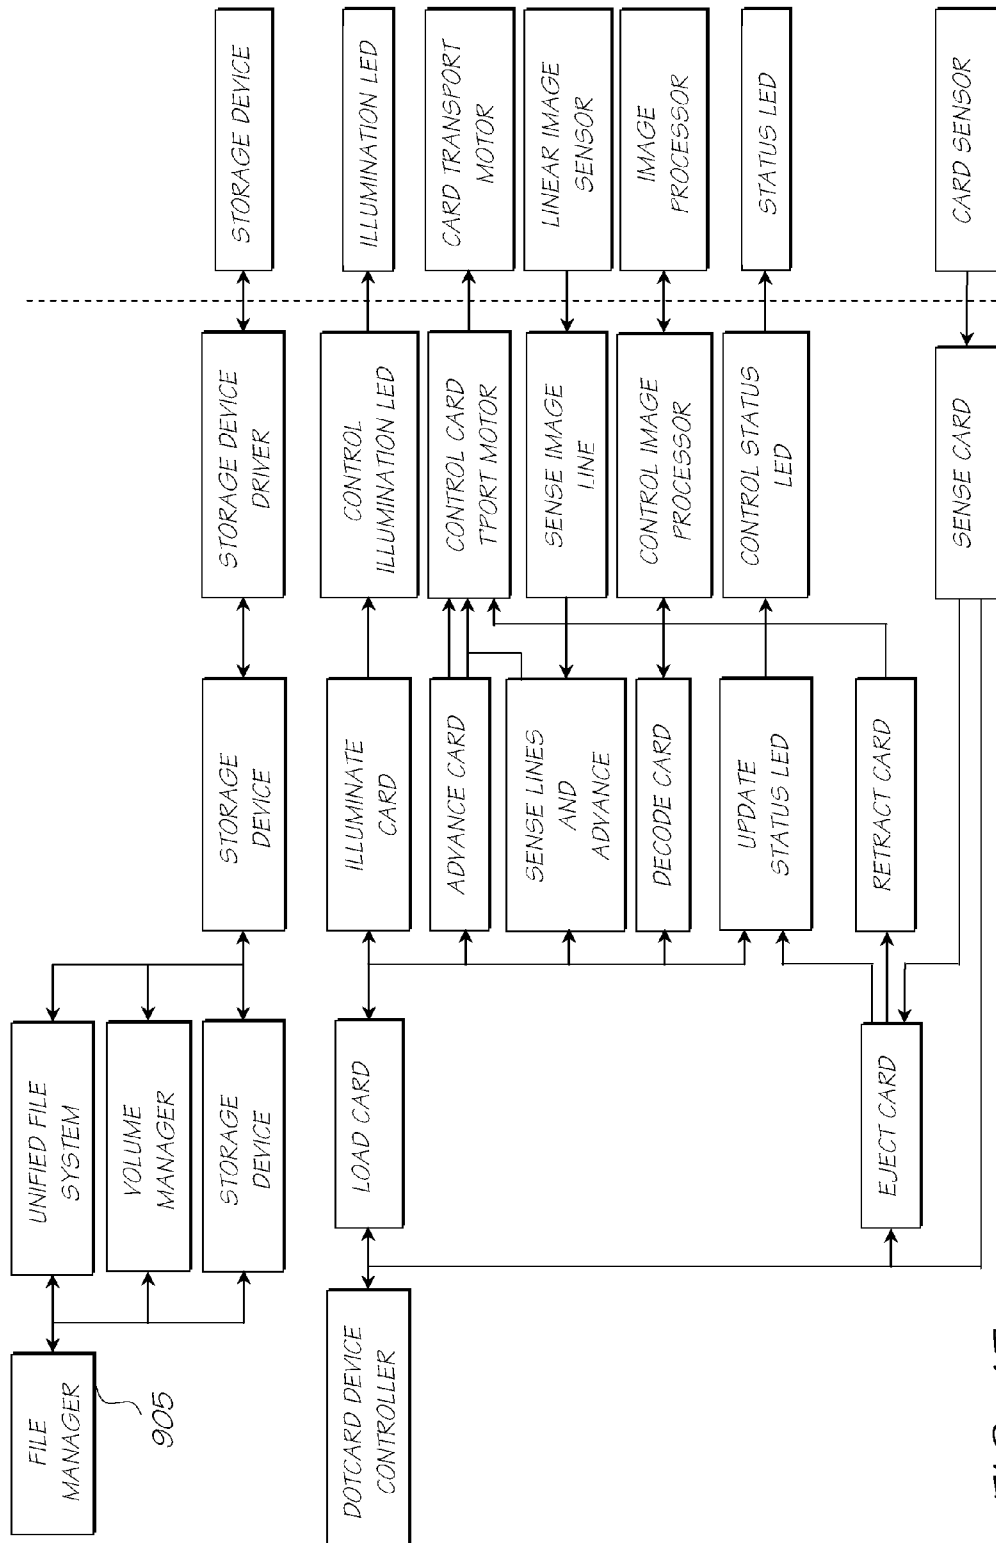 FILE
MANAGER
905
UNIFIED FILE
SYSTEM
VOLUME
MANAGER
STORAGE
DEVICE
STORAGE
DEVICE
STORAGE DEVICE
DRIVER
STORAGE DEVICE
DOTCARD DEVICE
CONTROLLER
LOAD CARD
ILLUMINATE
CARD
CONTROL
ILLUMINATION LED
ILLUMINATION LED
ADVANCE CARD
CONTROL CARD
TPORT MOTOR
CARD TRANSPORT
MOTOR
SENSE LINES
AND
ADVANCE
SENSE IMAGE
LINE
LINEAR IMAGE
SENSOR
DECODE CARD
CONTROL IMAGE
PROCESSOR
IMAGE
PROCESSOR
UPDATE
STATUS LED
CONTROL STATUS
LED
STATUS LED
EJECT CARD
RETRACT CARD
SENSE CARD
CARD SENSOR